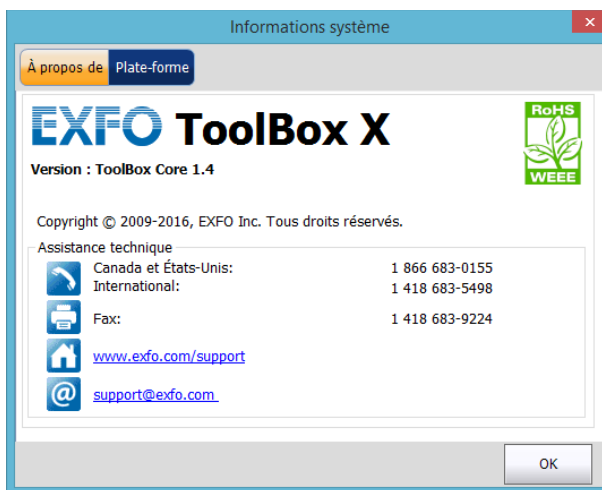 Informations système
À propos de
Plate-forme
EXFO ToolBox X
RoHS
WEEE
Version : ToolBox Core 1.4
Copyright © 2009-2016, EXFO Inc. Tous droits réservés.
Assistance technique
Canada et États-Unis: 1 866 683-0155
International: 1 418 683-5498
Fax: 1 418 683-9224
www.exfo.com/support
@ support@exfo.com
OK